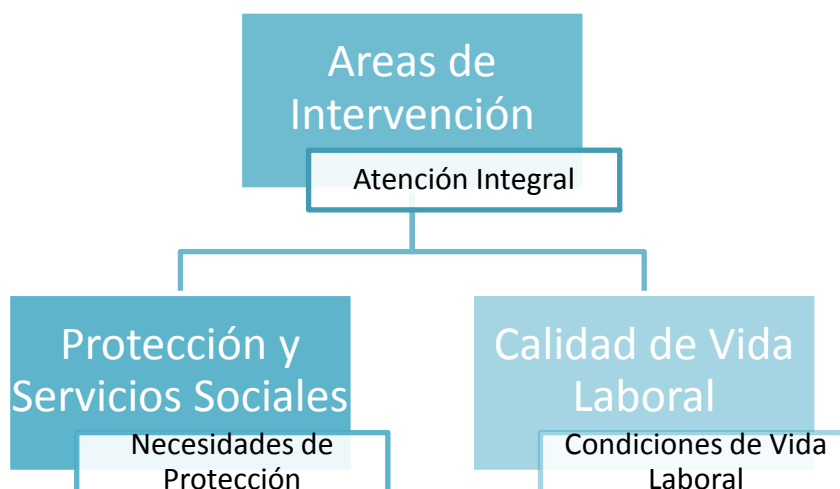 Areas de
Intervención
Atención Integral
Protección y
Servicios Sociales
Necesidades de
Protección
Calidad de Vida
Laboral
Condiciones de Vida
Laboral